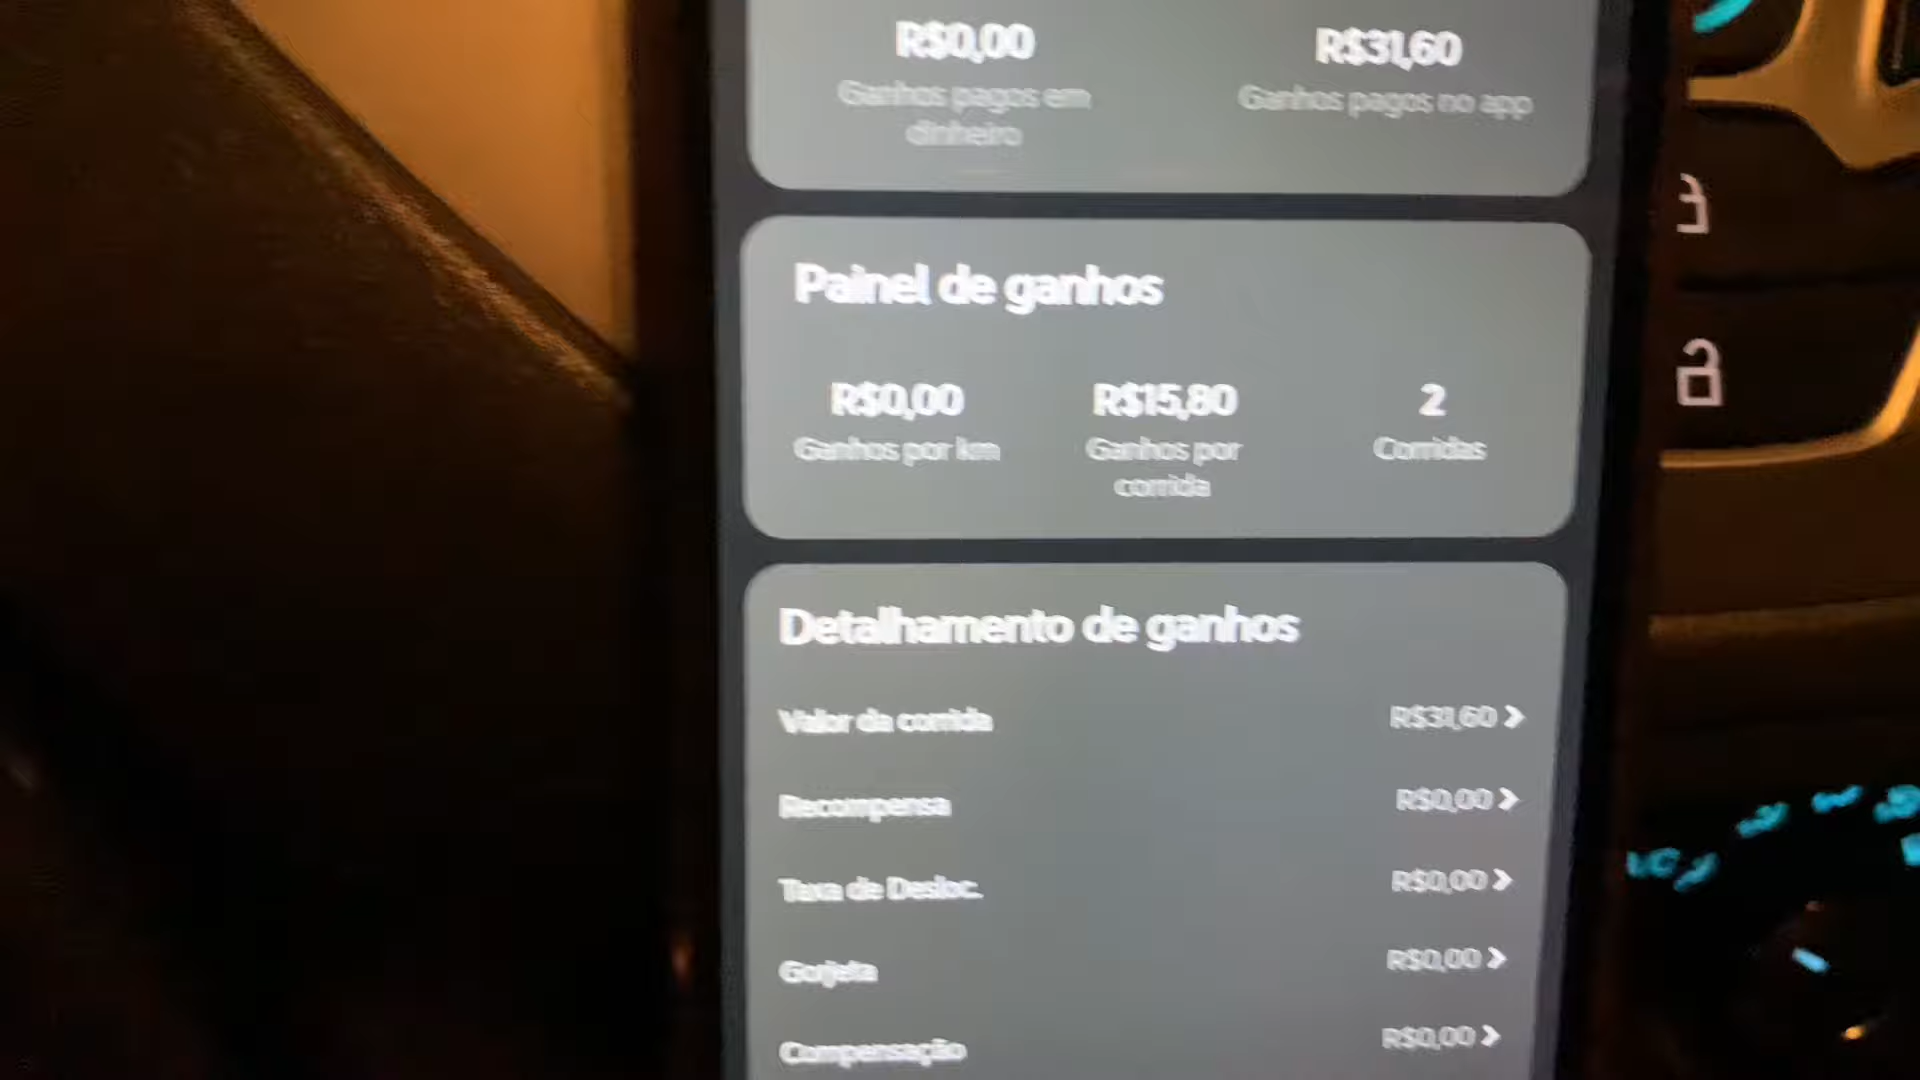 R$0,00 R$31,60
Ganhos pagos em Ganhos pagos no app
dinheiro
Painel de ganhos
R$0,00 R$15,80 2
Ganhos por km Ganhos por Corridas
corrida
Detalhamento de ganhos
Valor da corrida R$31,60
Recompensa R$0,00
Taxa de Desloc. R$0,00
Gorjeta R$0,00
Compensação R$0,00